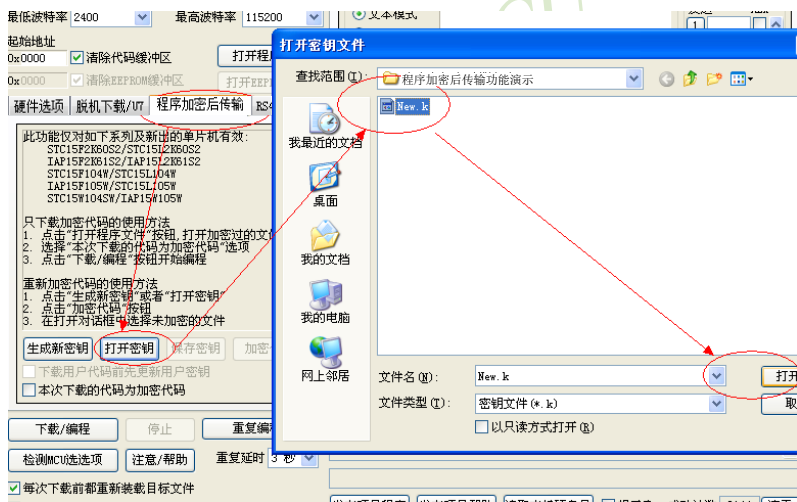 最低波特率 2400 最高波特率 115200
文本模式
起始地址
0x0000 清除代码缓冲区 打开程
0x0000 清除EEPROM缓冲区 打开EEP
硬件选项 脱机下载/U7 程序加密后传输 RS4
此功能仅对如下系列及新出的单片机有效:
STC15F2K60S2/STC15L2K60S2
IAP15F2K61S2/IAP15L2K61S2
STC15F104W/STC15L104W
IAP15F105W/STC15L105W
STC15W104SW/IAP15W105W
只下载加密代码的使用方法
1. 点击"打开程序文件"按钮,打开加密过的文
2. 选择"本次下载的代码为加密代码"选项
3. 点击"下载/编程"按钮开始编程
重新加密代码的使用方法
1. 点击"生成新密钥"或者"打开密钥"
2. 点击"加密代码"按钮
3. 在打开对话框中选择未加密的文件
生成新密钥 打开密钥 保存密钥 加密
下载用户代码前先更新用户密钥
本次下载的代码为加密代码
下载/编程 停止 重复编
检测MCU选选项 注意/帮助 重复延时 3 秒
每次下载前都重新装载目标文件
打开密钥文件
查找范围(I): 程序加密后传输功能演示
New.k
我最近的文档
桌面
我的文档
我的电脑
网上邻居
文件名(N): New.k 打开
文件类型(T): 密钥文件(*.k) 取
以只读方式打开(R)